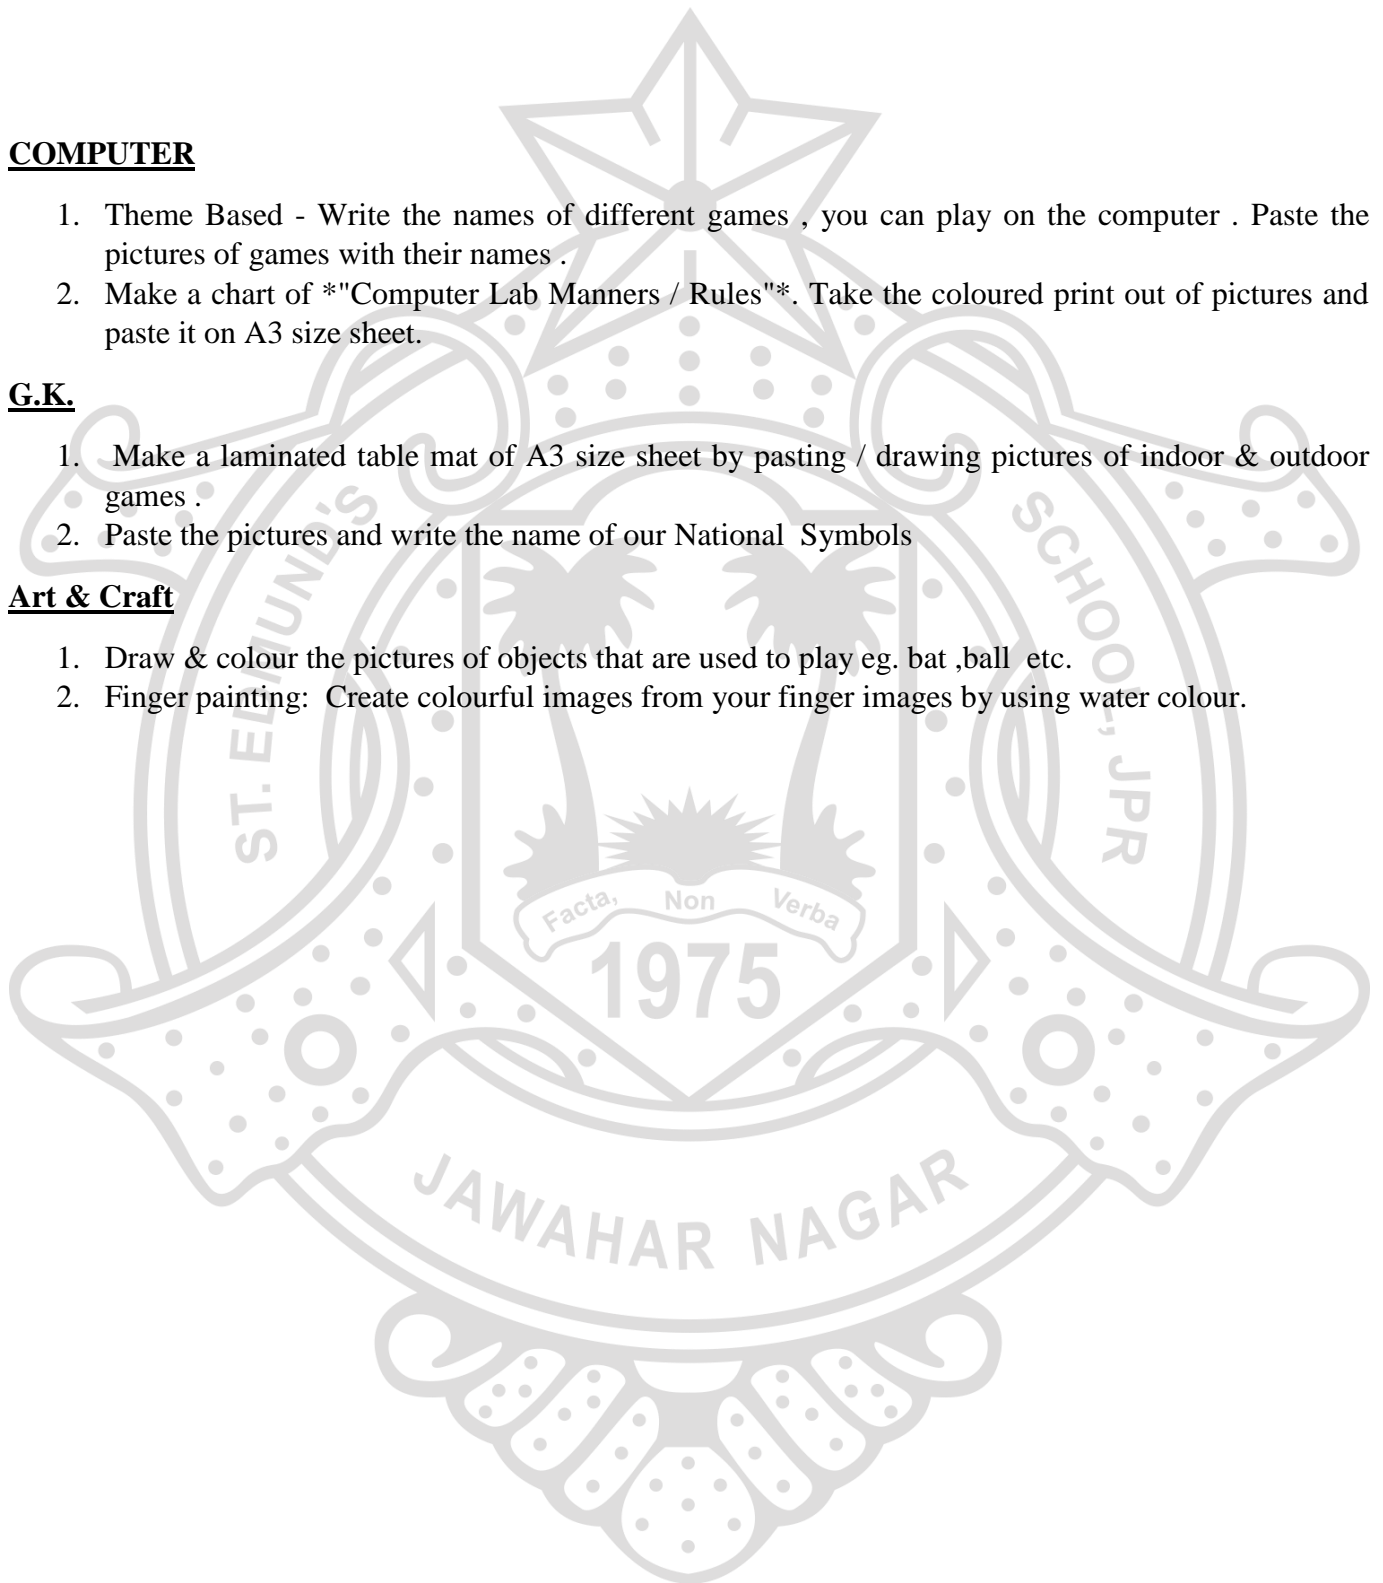 COMPUTER
1. Theme Based - Write the names of different games , you can play on the computer . Paste the
pictures of games with their names .
2. Make a chart of *"Computer Lab Manners / Rules"*. Take the coloured print out of pictures and
paste it on A3 size sheet.
G.K.
1. Make a laminated table mat of A3 size sheet by pasting / drawing pictures of indoor & outdoor
games .
2. Paste the pictures and write the name of our National Symbols
Art & Craft
1. Draw & colour the pictures of objects that are used to play eg. bat ,ball etc.
2. Finger painting: Create colourful images from your finger images by using water colour.
ST. EDMUND'S SCHOOL, JPR
Facta, Non Verba
1975
JAWAHAR NAGAR